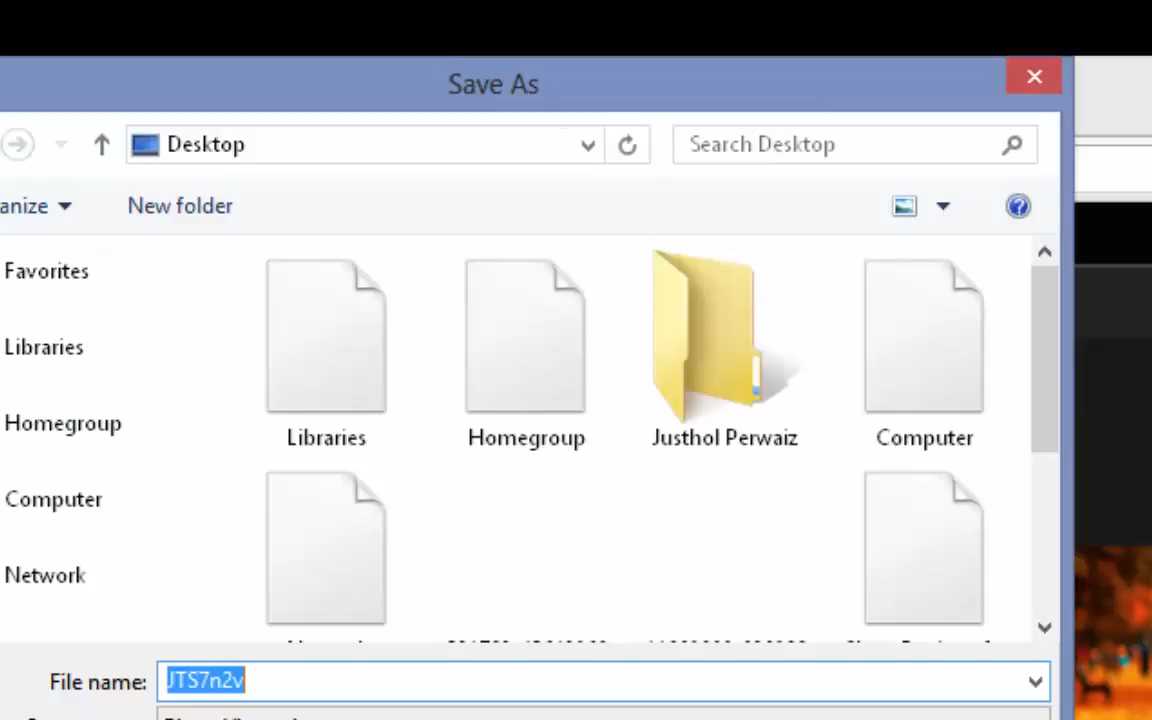 Save As
Desktop
Search Desktop
anize
New folder
Favorites
Libraries
Homegroup
Computer
Network
Libraries
Homegroup
Justhol Perwaiz
Computer
File name:
JTS7n2v